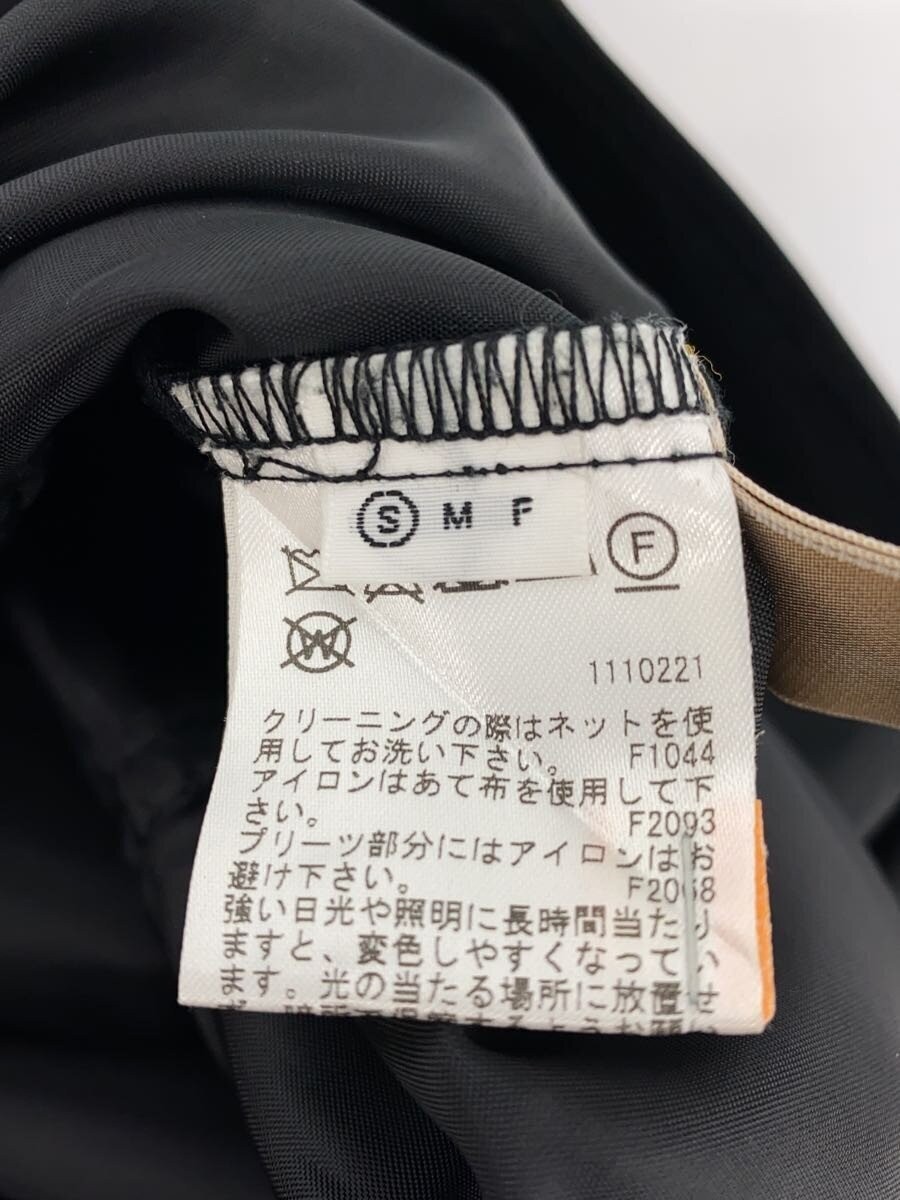 S M F
F
W
1110221
クリーニングの際はネットを使
用してお洗い下さい。 F1044
アイロンはあて布を使用して下
さい。 F2093
プリーツ部分にはアイロンはお
避け下さい。 F2068
強い日光や照明に長時間当たり
ますと、変色しやすくなってい
ます。光の当たる場所に放置せ